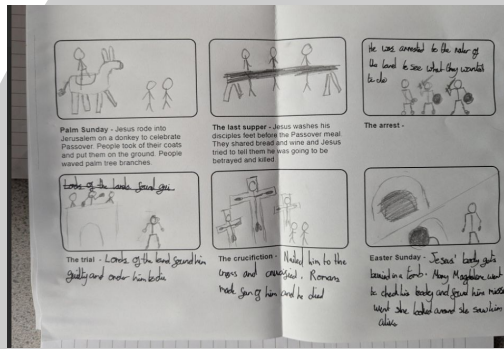 He was arrested to the ruler of
the land to see what they wanted
to do
Palm Sunday - Jesus rode into
Jerusalem on a donkey to celebrate
Passover. People took of their coats
and put them on the ground. People
waved palm tree branches.
The last supper - Jesus washes his
disciples feet before the Passover meal.
They shared bread and wine and Jesus
tried to tell them he was going to be
betrayed and killed
The arrest -
Lords of the lands found gui
The trial - Lords of the land found him
guilty and order him to die
The crucifiction - Nailed him to the
cross and Romans
made fun of him and he died
Easter Sunday - Jesus' body gets
buried in a tomb. Mary Magdalene went
to check his body and found him missing
went she looked around she saw him
alive